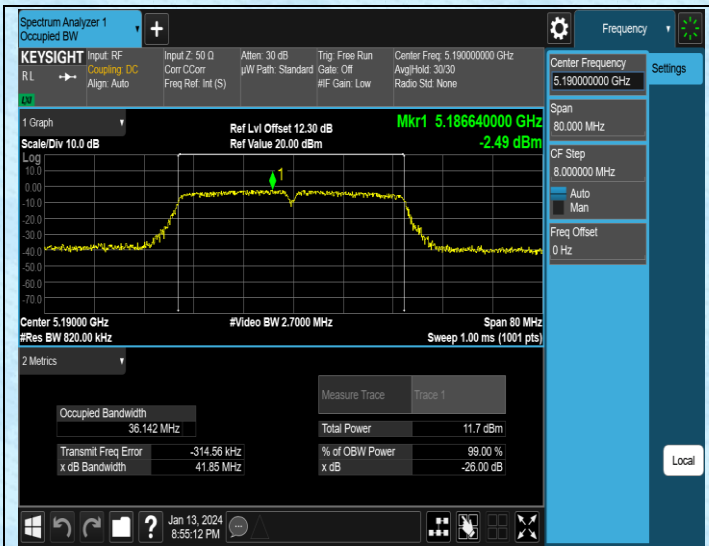 Spectrum Analyzer 1
Occupied BW
+
Frequency
KEYSIGHT
RL
Input: RF
Coupling: DC
Align: Auto
Input Z: 50 Ω
Corr CCorr
Freq Ref: Int (S)
Atten: 30 dB
µW Path: Standard
Trig: Free Run
Gate: Off
#IF Gain: Low
Center Freq: 5.190000000 GHz
Avg|Hold: 30/30
Radio Std: None
LXI
Center Frequency
5.190000000 GHz
Settings
Span
80.000 MHz
CF Step
8.000000 MHz
Auto
Man
Freq Offset
0 Hz
1 Graph
Scale/Div 10.0 dB
Ref Lvl Offset 12.30 dB
Ref Value 20.00 dBm
Mkr1 5.186640000 GHz
-2.49 dBm
Log
10.0
0.00
-10.0
-20.0
-30.0
-40.0
-50.0
-60.0
-70.0
1
Center 5.19000 GHz
#Res BW 820.00 kHz
#Video BW 2.7000 MHz
Span 80 MHz
Sweep 1.00 ms (1001 pts)
2 Metrics
Measure Trace Trace 1
Occupied Bandwidth
36.142 MHz
Total Power 11.7 dBm
Transmit Freq Error -314.56 kHz
% of OBW Power 99.00 %
x dB Bandwidth 41.85 MHz
x dB -26.00 dB
Local
?
Jan 13, 2024
8:55:12 PM